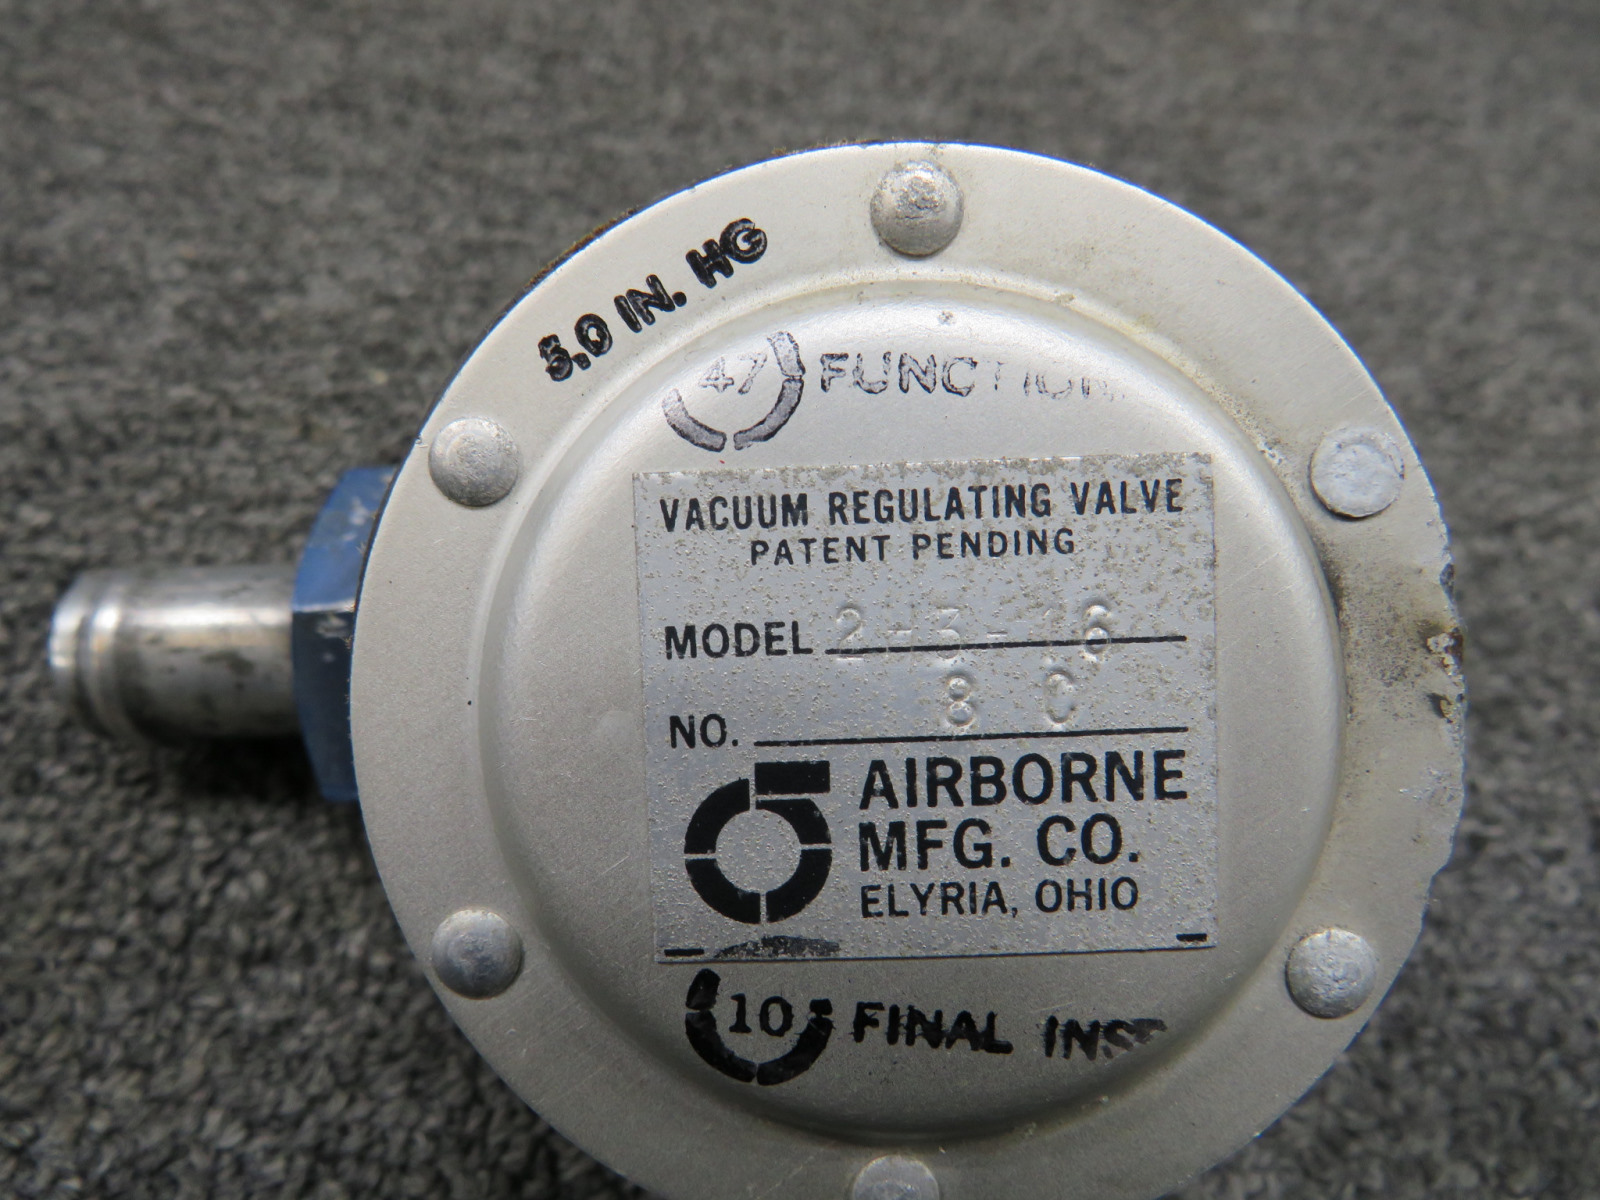 5.0 IN. HG
47 FUNCTION
VACUUM REGULATING VALVE
PATENT PENDING
MODEL 2-3-16
NO. 8 C
AIRBORNE
MFG. CO.
ELYRIA, OHIO
10 FINAL INSP